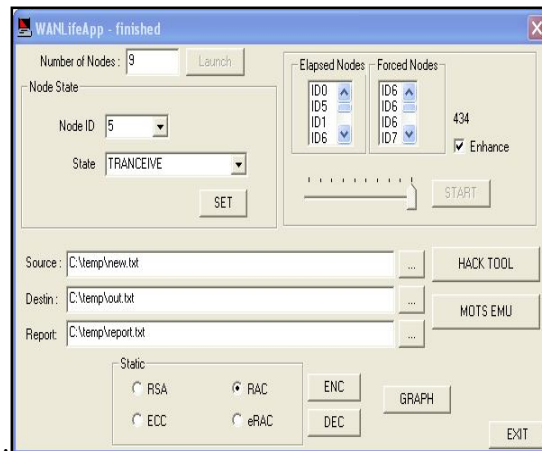 WANLifeApp - finished
Number of Nodes : 9 Launch
Node State
Node ID 5
State TRANCEIVE
SET
Elapsed Nodes
ID0
ID5
ID1
ID6
Forced Nodes
ID6
ID6
ID6
ID7
434
Enhance
START
Source : C:\temp\new.txt ...
Destin : C:\temp\out.txt ...
Report: C:\temp\report.txt ...
HACK TOOL
MOTS EMU
Static
RSA RAC
ECC eRAC
ENC
DEC
GRAPH
EXIT